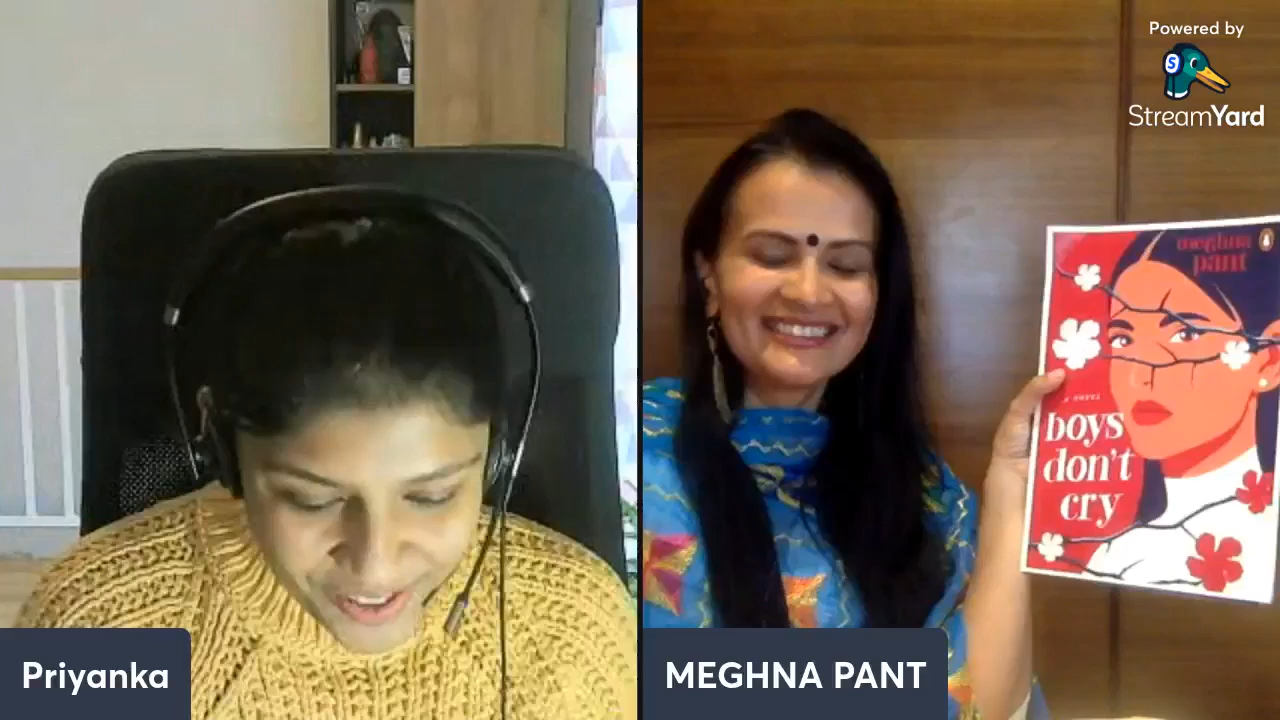 Powered by
S
StreamYard
meghna
pant
A NOVEL
boys
don't
cry
Priyanka
MEGHNA PANT